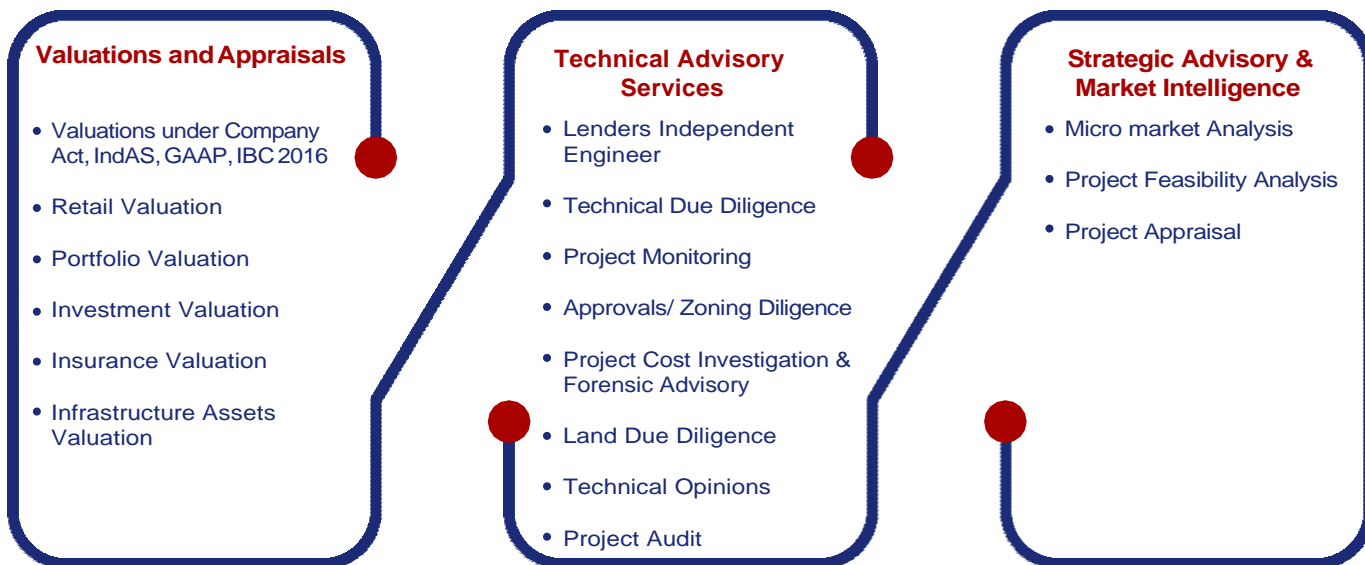 Valuations and Appraisals
• Valuations under Company
Act, IndAS, GAAP, IBC 2016
• Retail Valuation
• Portfolio Valuation
• Investment Valuation
• Insurance Valuation
• Infrastructure Assets
Valuation
Technical Advisory
Services
• Lenders Independent
Engineer
• Technical Due Diligence
• Project Monitoring
• Approvals/ Zoning Diligence
• Project Cost Investigation &
Forensic Advisory
• Land Due Diligence
• Technical Opinions
• Project Audit
Strategic Advisory &
Market Intelligence
• Micro market Analysis
• Project Feasibility Analysis
• Project Appraisal